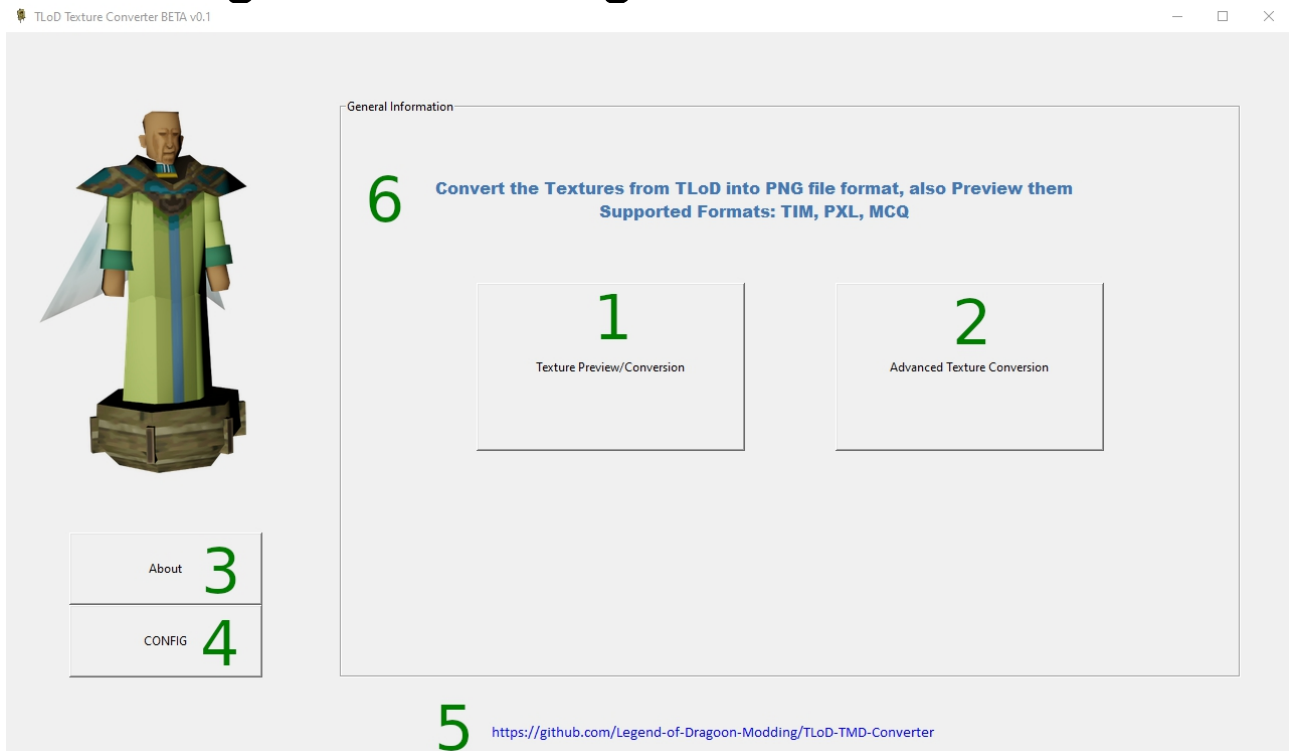 TLoD Texture Converter BETA v0.1
General Information
6
Convert the Textures from TLoD into PNG file format, also Preview them
Supported Formats: TIM, PXL, MCQ
1
Texture Preview/Conversion
2
Advanced Texture Conversion
About 3
CONFIG 4
5 https://github.com/Legend-of-Dragoon-Modding/TLoD-TMD-Converter